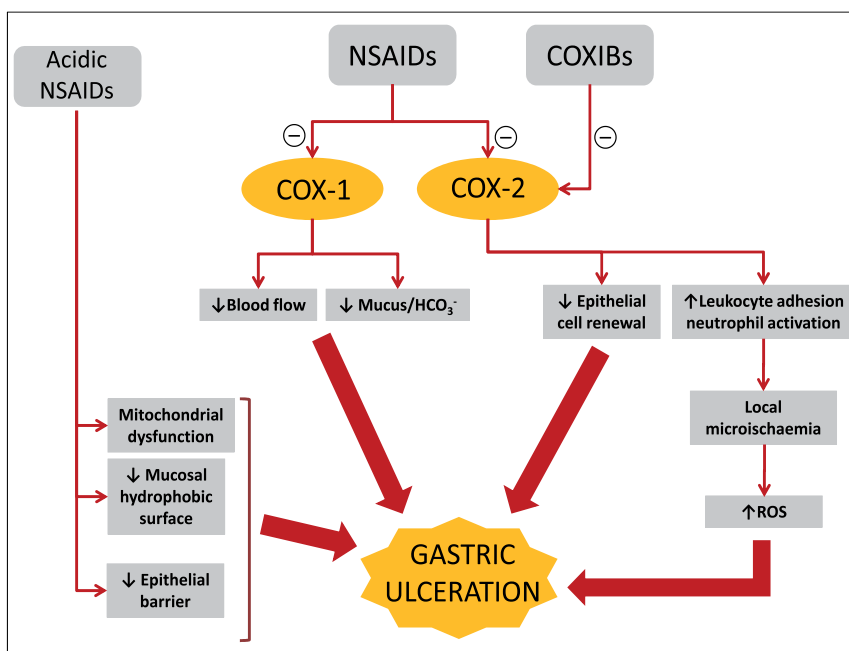 Acidic
NSAIDs
NSAIDs
COXIBs
−
−
−
COX-1
COX-2
↓Blood flow
↓ Mucus/HCO₃⁻
↓ Epithelial
cell renewal
↑Leukocyte adhesion
neutrophil activation
Mitochondrial
dysfunction
↓ Mucosal
hydrophobic
surface
↓ Epithelial
barrier
Local
microischaemia
↑ROS
GASTRIC
ULCERATION